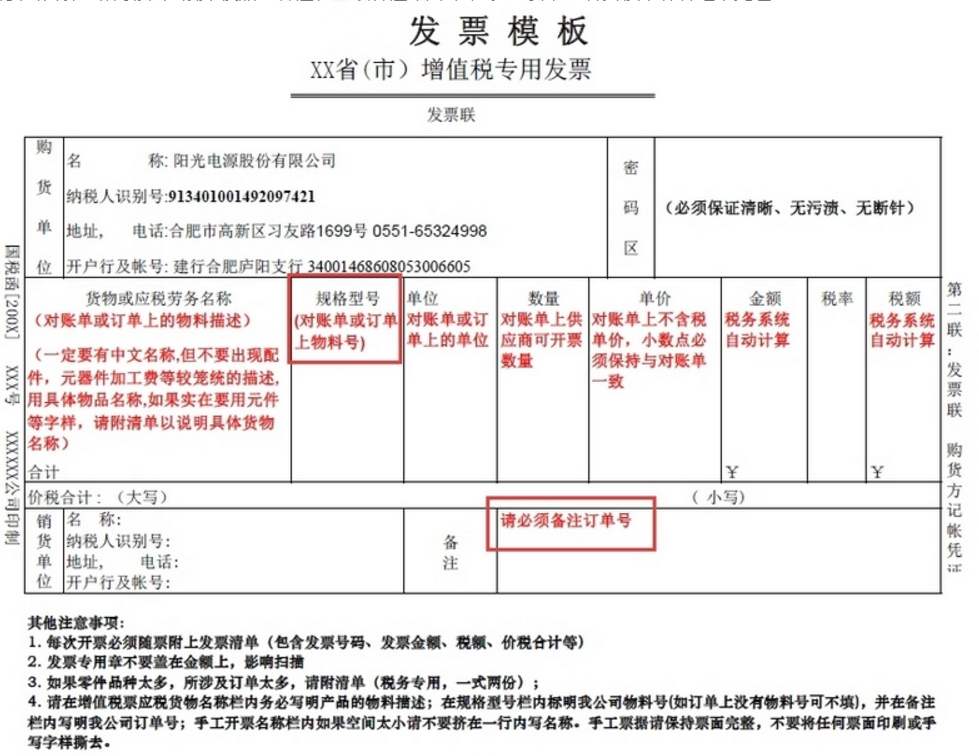 发票模板
XX省(市）增值税专用发票
发票联
购货单位
名 称: 阳光电源股份有限公司
纳税人识别号:913401001492097421
地址, 电话:合肥市高新区习友路1699号 0551-65324998
开户行及帐号: 建行合肥庐阳支行 34001468608053006605
密码区
（必须保证清晰、无污渍、无断针）
货物或应税劳务名称
（对账单或订单上的物料描述）
（一定要有中文名称,但不要出现配
件，元器件加工费等较笼统的描述,
用具体物品名称,如果实在要用元件
等字样，请附清单以说明具体货物
名称）
合计
规格型号
(对账单或订单
上物料号)
单位
对账单或订
单上的单位
数量
对账单上供
应商可开票
数量
单价
对账单上不含税
单价，小数点必
须保持与对账单
一致
金额
税务系统
自动计算
¥
税率
税额
税务系统
自动计算
¥
价税合计：（大写） （ 小写)
销货单位
名 称:
纳税人识别号:
地址, 电话:
开户行及帐号:
备注
请必须备注订单号
国税函[200X] XXX号 XXXXXX公司印制
第二联：发票联 购货方记帐凭证
其他注意事项:
1. 每次开票必须随票附上发票清单（包含发票号码、发票金额、税额、价税合计等）
2. 发票专用章不要盖在金额上，影响扫描
3. 如果零件品种太多，所涉及订单太多，请附清单（税务专用，一式两份）；
4. 请在增值税票应税货物名称栏内务必写明产品的物料描述；在规格型号栏内标明我公司物料号(如订单上没有物料号可不填)，并在备注
栏内写明我公司订单号；手工开票名称栏内如果空间太小请不要挤在一行内写名称。手工票据请保持票面完整，不要将任何票面印刷或手
写字样撕去。